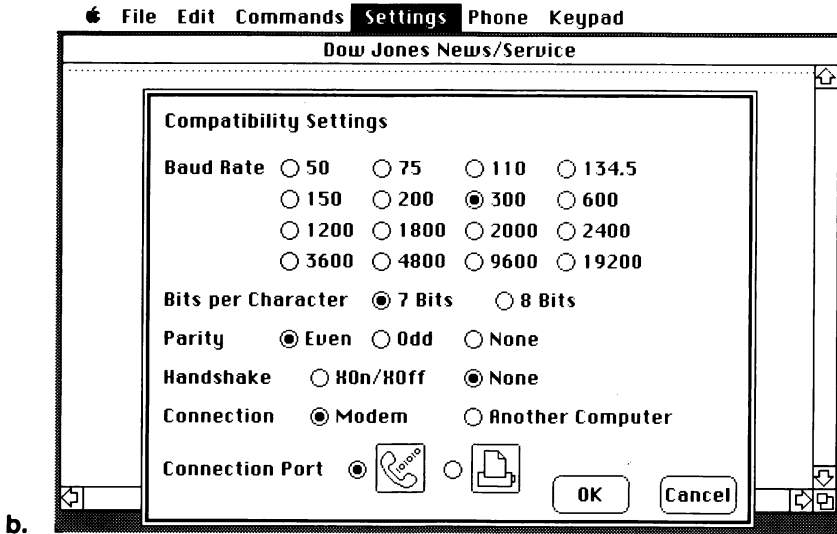 File Edit Commands Settings Phone Keypad
Dow Jones News/Service
Compatibility Settings
Baud Rate 50 75 110 134.5
150 200 300 600
1200 1800 2000 2400
3600 4800 9600 19200
Bits per Character 7 Bits 8 Bits
Parity Even Odd None
Handshake XOn/XOff None
Connection Modem Another Computer
Connection Port
OK Cancel
b.